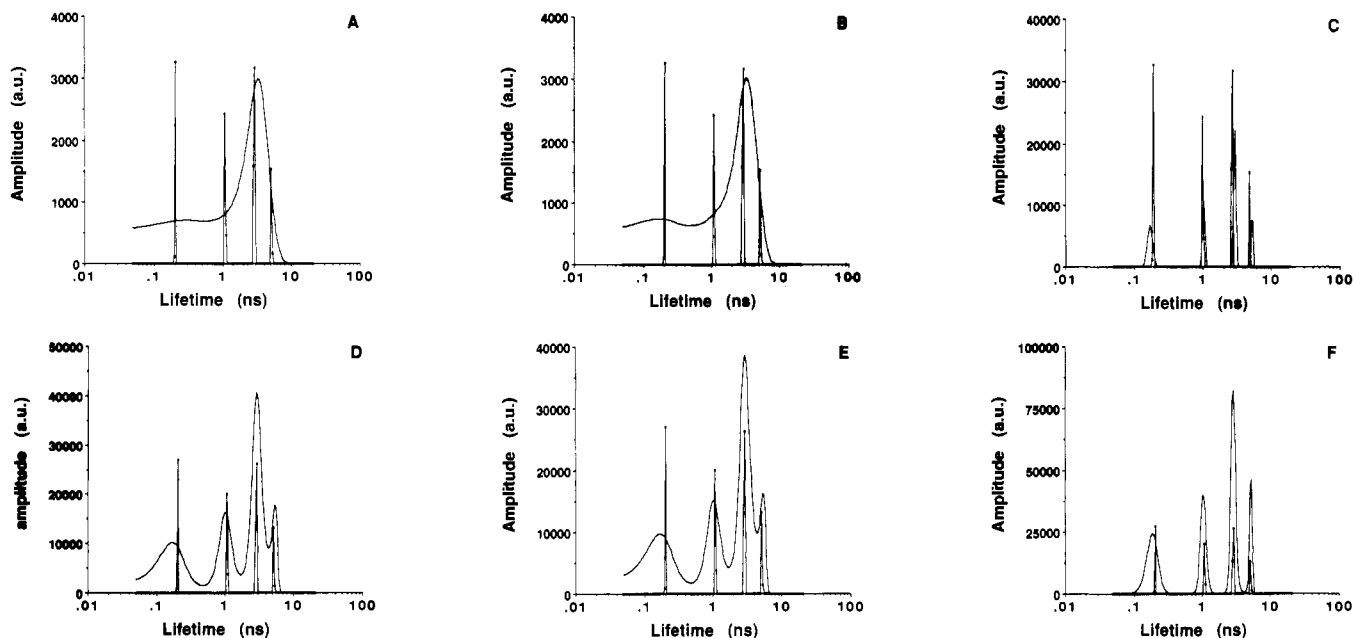 A
Amplitude (a.u.)
4000
3000
2000
1000
0
.01 .1 1 10 100
Lifetime (ns)
B
Amplitude (a.u.)
4000
3000
2000
1000
0
.01 .1 1 10 100
Lifetime (ns)
C
Amplitude (a.u.)
40000
30000
20000
10000
0
.01 .1 1 10 100
Lifetime (ns)
D
amplitude (a.u.)
50000
40000
30000
20000
10000
0
.01 .1 1 10 100
Lifetime (ns)
E
Amplitude (a.u.)
40000
30000
20000
10000
0
.01 .1 1 10 100
Lifetime (ns)
F
Amplitude (a.u.)
100000
75000
50000
25000
0
.01 .1 1 10 100
Lifetime (ns)